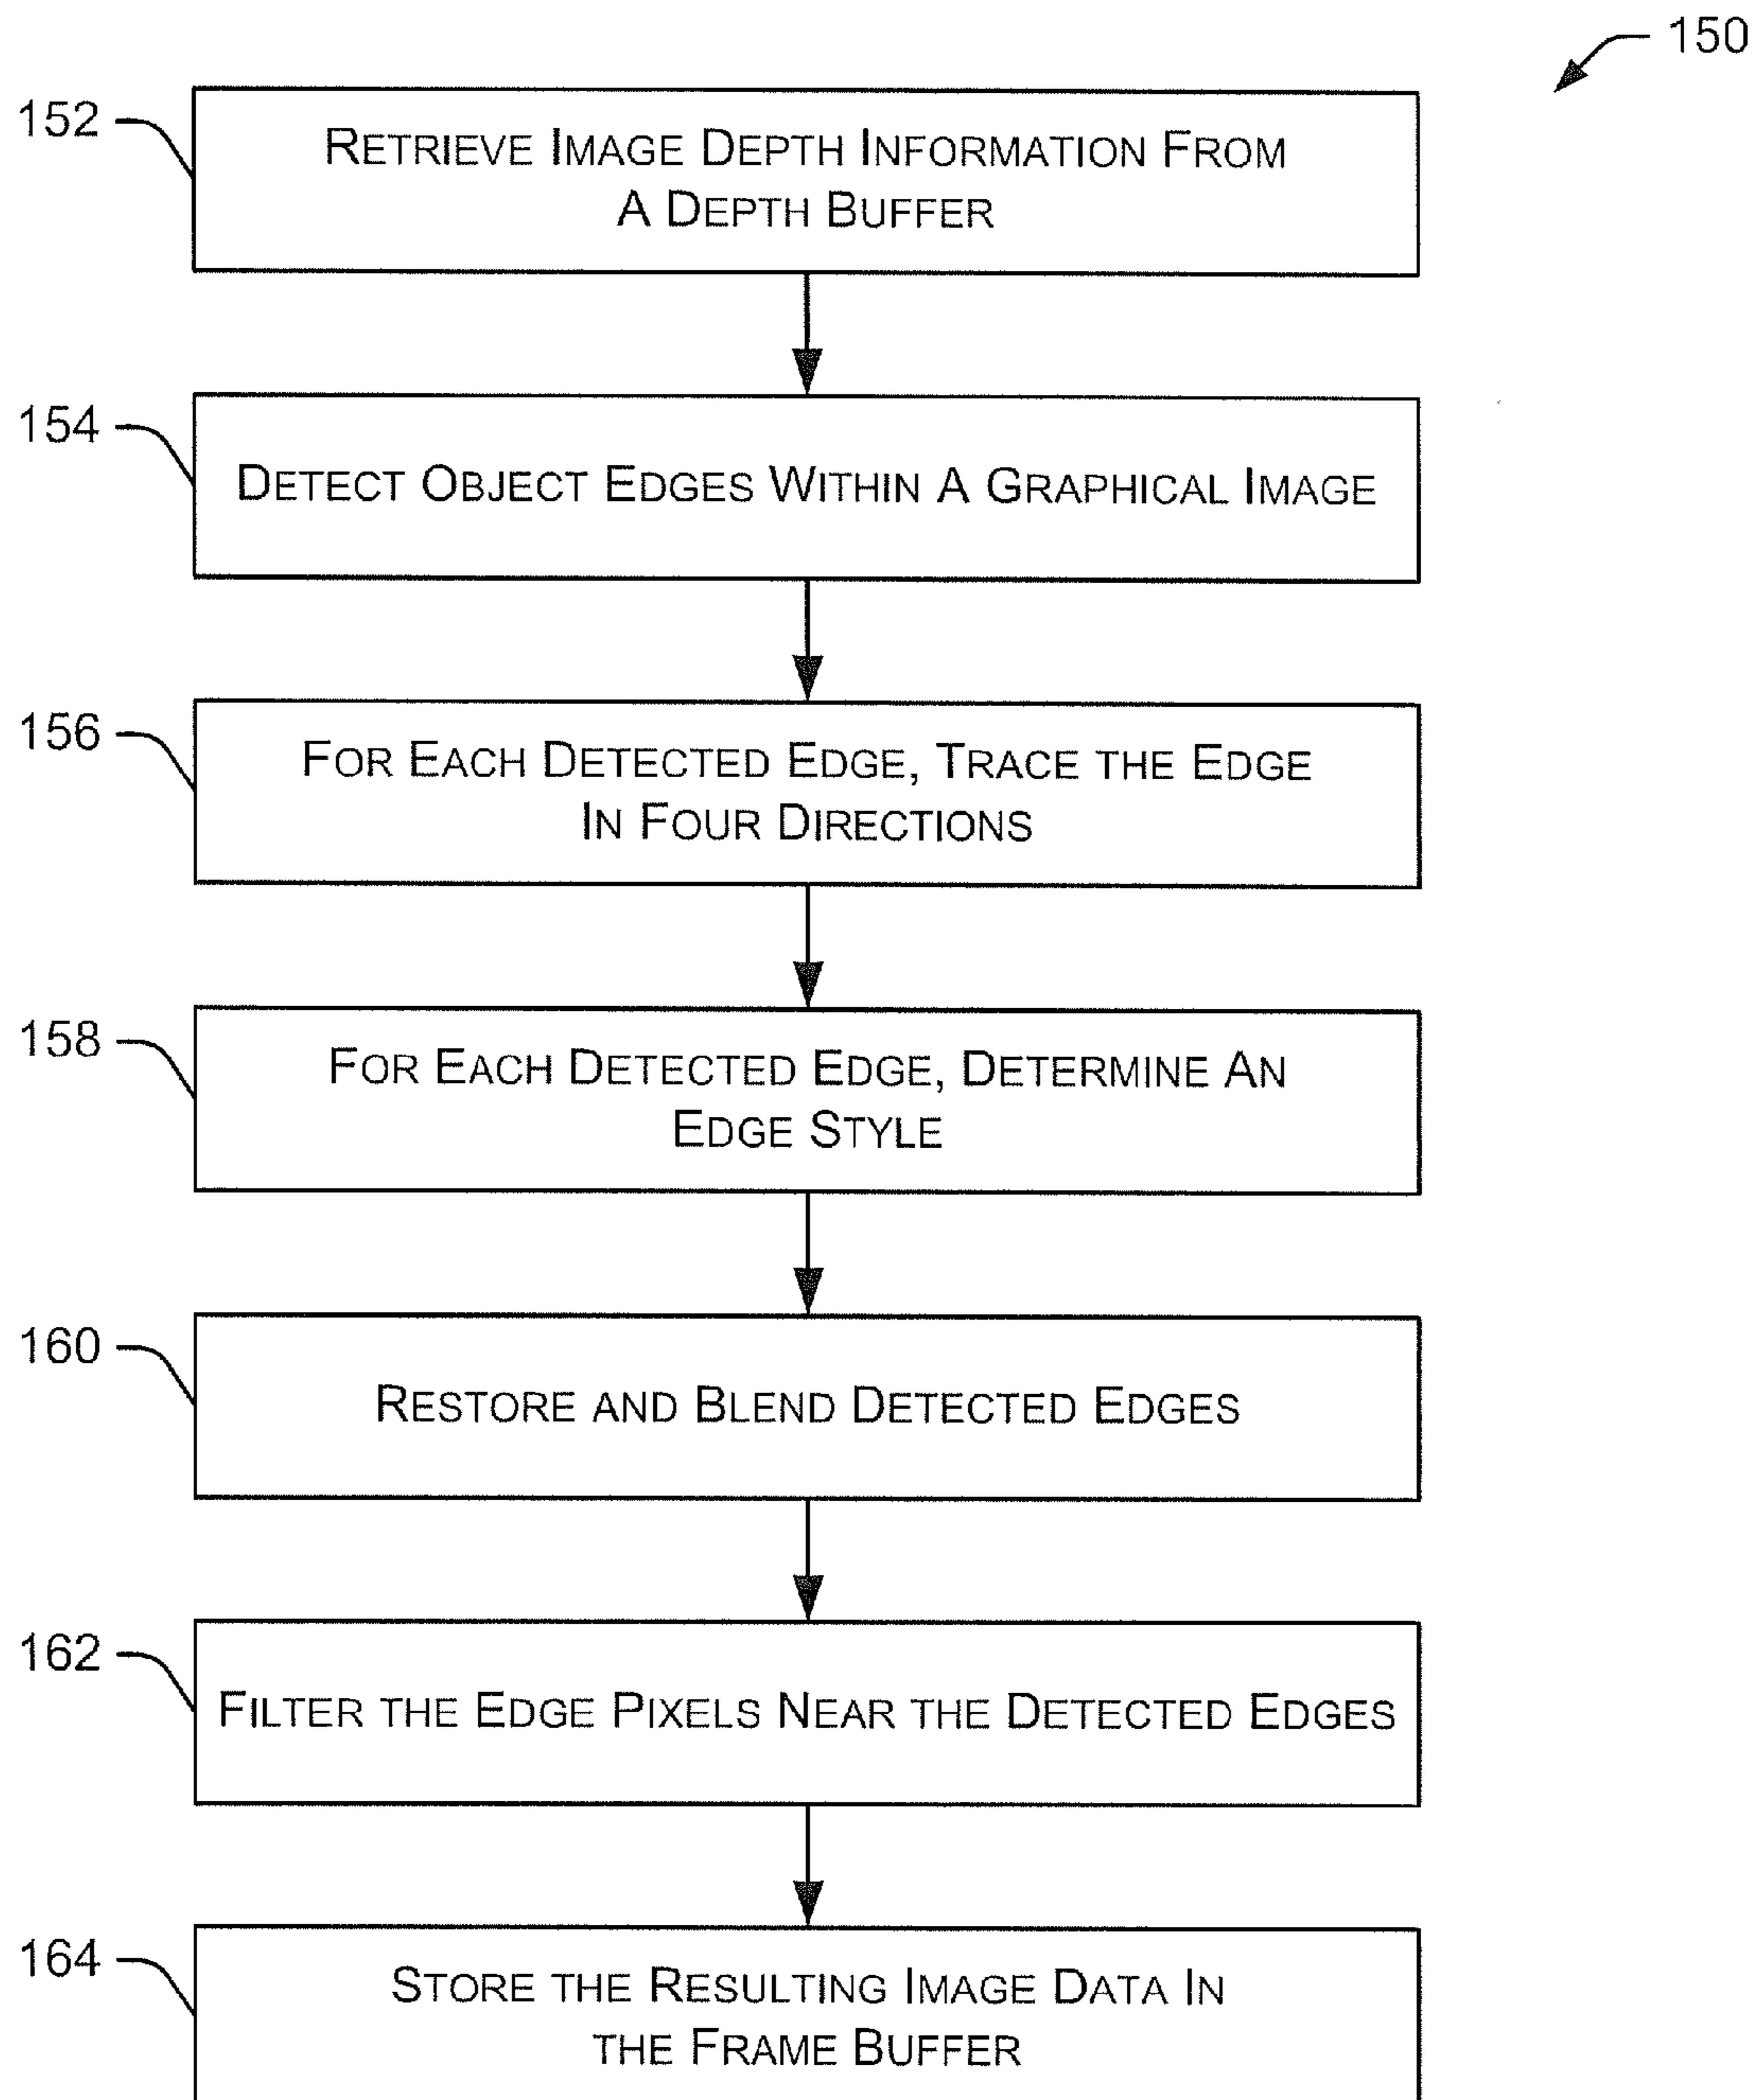 150
152
RETRIEVE IMAGE DEPTH INFORMATION FROM
A DEPTH BUFFER
154
DETECT OBJECT EDGES WITHIN A GRAPHICAL IMAGE
156
FOR EACH DETECTED EDGE, TRACE THE EDGE
IN FOUR DIRECTIONS
158
FOR EACH DETECTED EDGE, DETERMINE AN
EDGE STYLE
160
RESTORE AND BLEND DETECTED EDGES
162
FILTER THE EDGE PIXELS NEAR THE DETECTED EDGES
164
STORE THE RESULTING IMAGE DATA IN
THE FRAME BUFFER